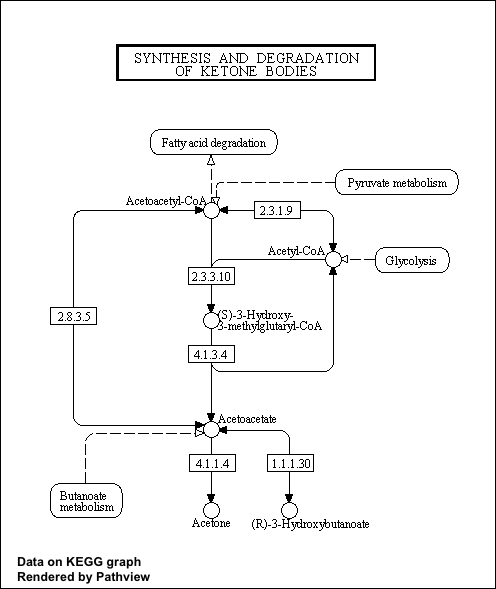 SYNTHESIS AND DEGRADATION
OF KETONE BODIES
Fatty acid degradation
Pyruvate metabolism
Acetoacetyl-CoA
2.3.1.9
Acetyl-CoA
Glycolysis
2.3.3.10
2.8.3.5
(S)-3-Hydroxy-
3-methylglutaryl-CoA
4.1.3.4
Acetoacetate
4.1.1.4
1.1.1.30
Butanoate
metabolism
Acetone
(R)-3-Hydroxybutanoate
Data on KEGG graph
Rendered by Pathview